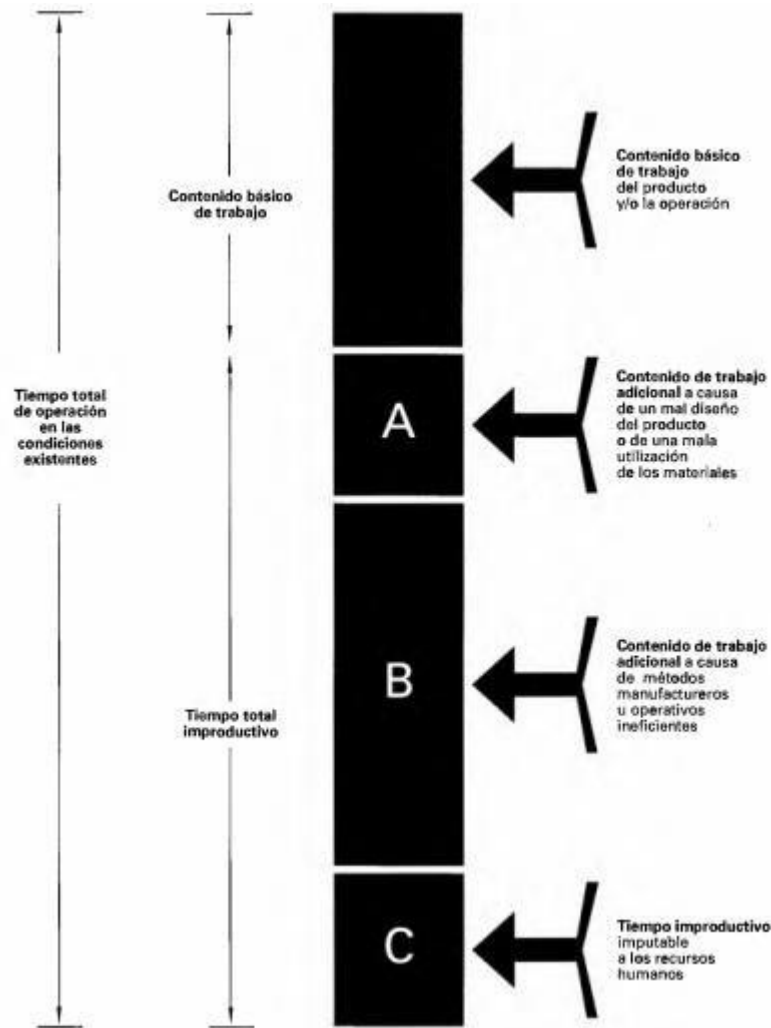 Tiempo total
de operación
en las
condiciones
existentes
Contenido básico
de trabajo
Tiempo total
improductivo
A
B
C
Contenido básico
de trabajo
del producto
y/o la operación
Contenido de trabajo
adicional a causa
de un mal diseño
del producto
o de una mala
utilización
de los materiales
Contenido de trabajo
adicional a causa
de métodos
manufactureros
u operativos
ineficientes
Tiempo improductivo
imputable
a los recursos
humanos